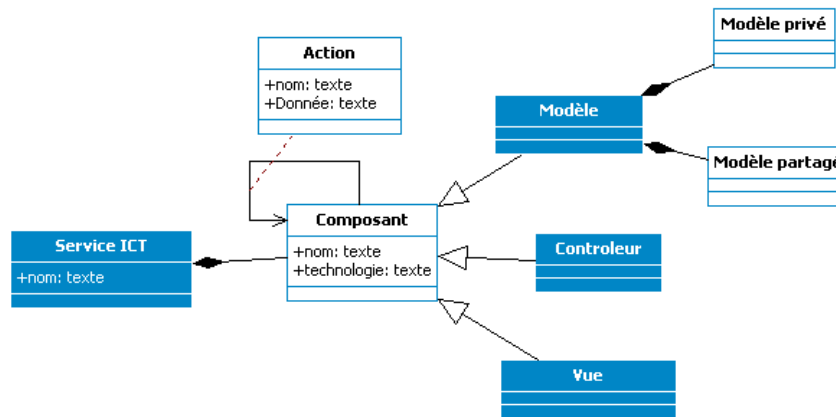 Modèle privé
Action
+nom: texte
+Donnée: texte
Modèle
Modèle partagé
Composant
+nom: texte
+technologie: texte
Service ICT
+nom: texte
Controleur
Vue